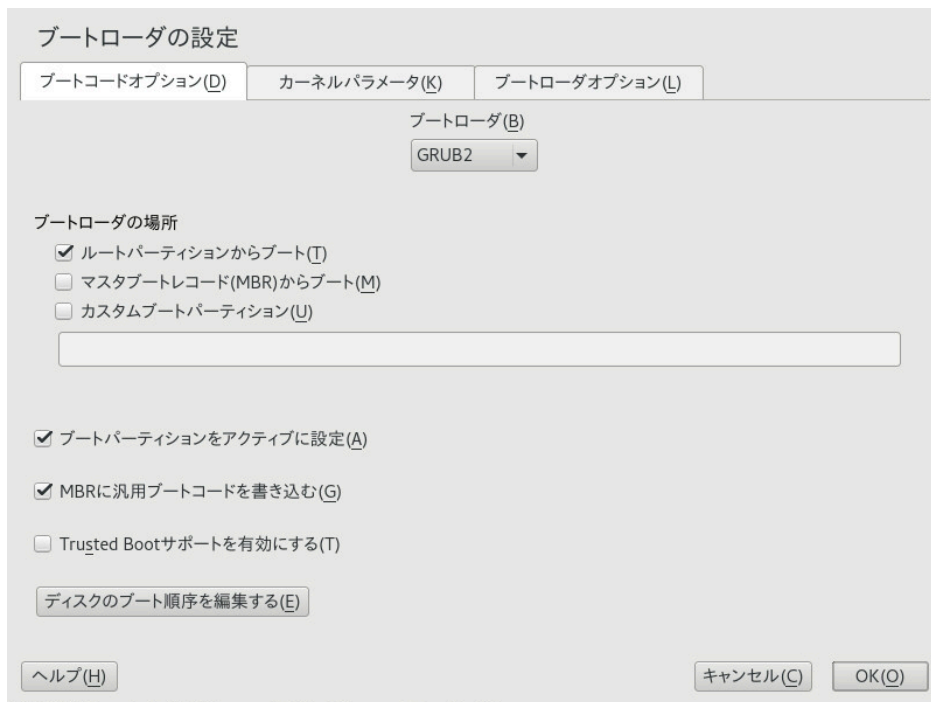 ブートローダの設定
ブートコードオプション(D) カーネルパラメータ(K) ブートローダオプション(L)
ブートローダ(B)
GRUB2
ブートローダの場所
ルートパーティションからブート(T)
マスタブートレコード(MBR)からブート(M)
カスタムブートパーティション(U)
ブートパーティションをアクティブに設定(A)
MBRに汎用ブートコードを書き込む(G)
Trusted Bootサポートを有効にする(T)
ディスクのブート順序を編集する(E)
ヘルプ(H) キャンセル(C) OK(O)